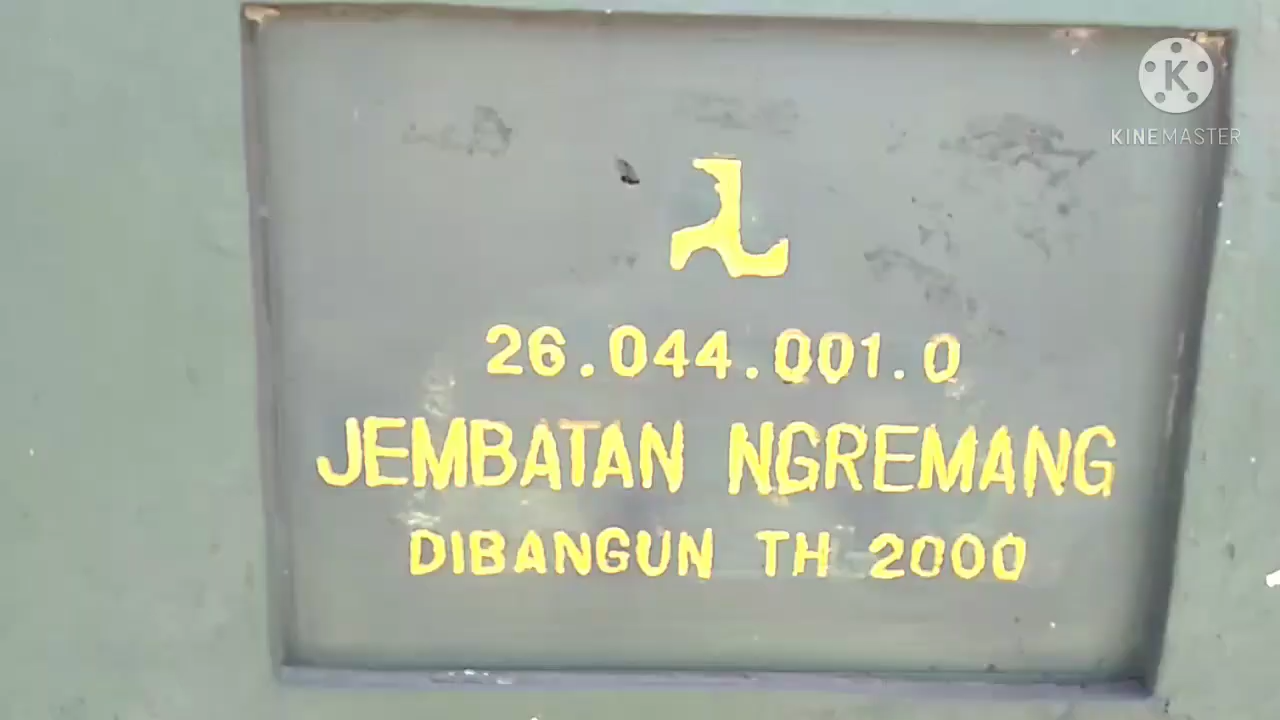 K
KINEMASTER
26.044.001.0
JEMBATAN NGREMANG
DIBANGUN TH 2000